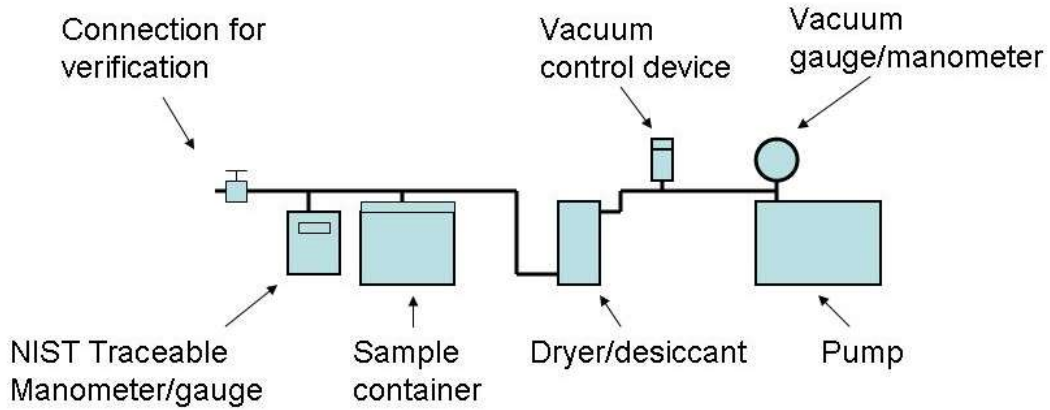 Connection for
verification
Vacuum
control device
Vacuum
gauge/manometer
NIST Traceable
Manometer/gauge
Sample
container
Dryer/desiccant
Pump